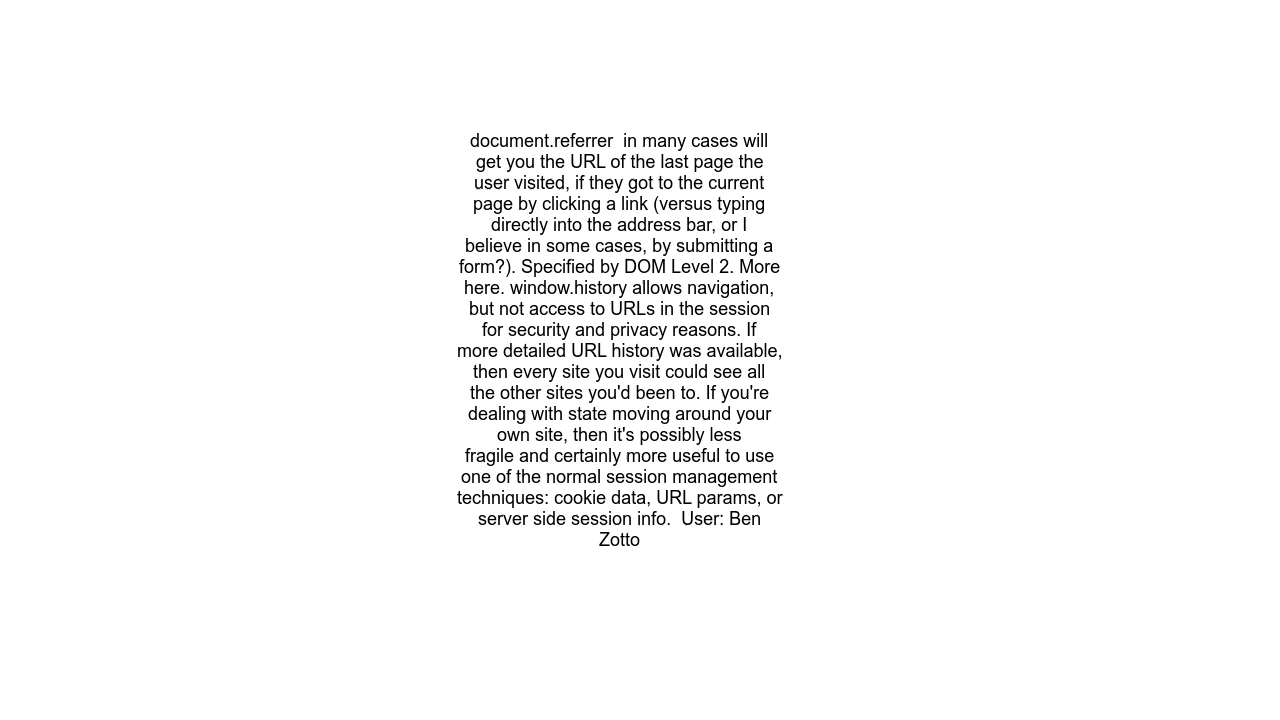 document.referrer  in many cases will
get you the URL of the last page the
user visited, if they got to the current
page by clicking a link (versus typing
directly into the address bar, or I
believe in some cases, by submitting a
form?). Specified by DOM Level 2. More
here. window.history allows navigation,
but not access to URLs in the session
for security and privacy reasons. If
more detailed URL history was available,
then every site you visit could see all
the other sites you'd been to. If you're
dealing with state moving around your
own site, then it's possibly less
fragile and certainly more useful to use
one of the normal session management
techniques: cookie data, URL params, or
server side session info.  User: Ben
Zotto